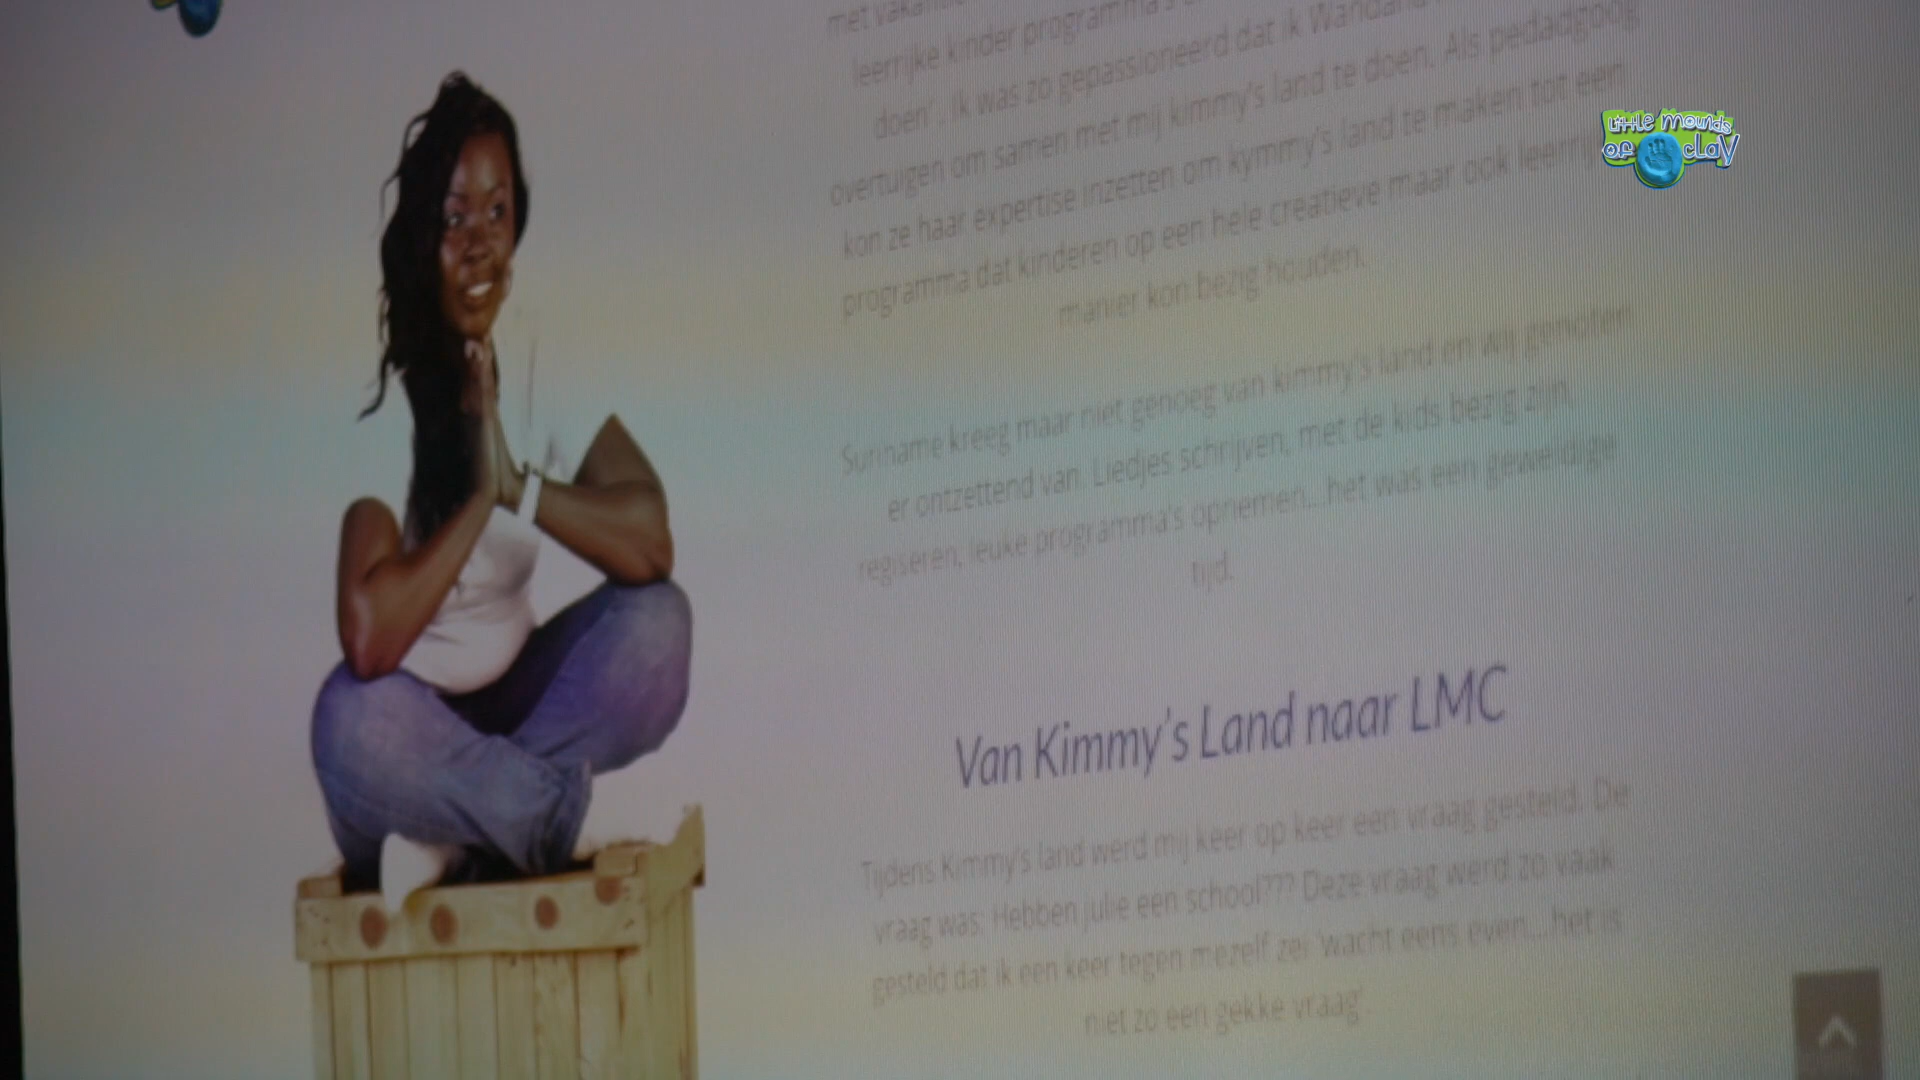 leerrijke kinder programma's
doen'. Ik was zo gepassioneerd dat ik
overtuigen om samen met mij kimmy's land te doen. Als pedadgoog
kon ze haar expertise inzetten om kymmy's land te maken tot een
programma dat kinderen op een hele creatieve maar ook
manier kon bezig houden.
Suriname kreeg maar niet genoeg van kimmy's land en wij genoten
er ontzettend van. Liedjes schrijven, met de kids bezig zijn,
regiseren, leuke programma's opnemen...het was een geweldige
tijd.
Van Kimmy's Land naar LMC
Tijdens Kimmy's land werd mij keer op keer een vraag gesteld. De
vraag was: Hebben julie een school??? Deze vraag werd zo vaak
gesteld dat ik een keer tegen mezelf zei 'wacht eens even...het is
niet zo een gekke vraag'.
Little Mounds
OF Clay